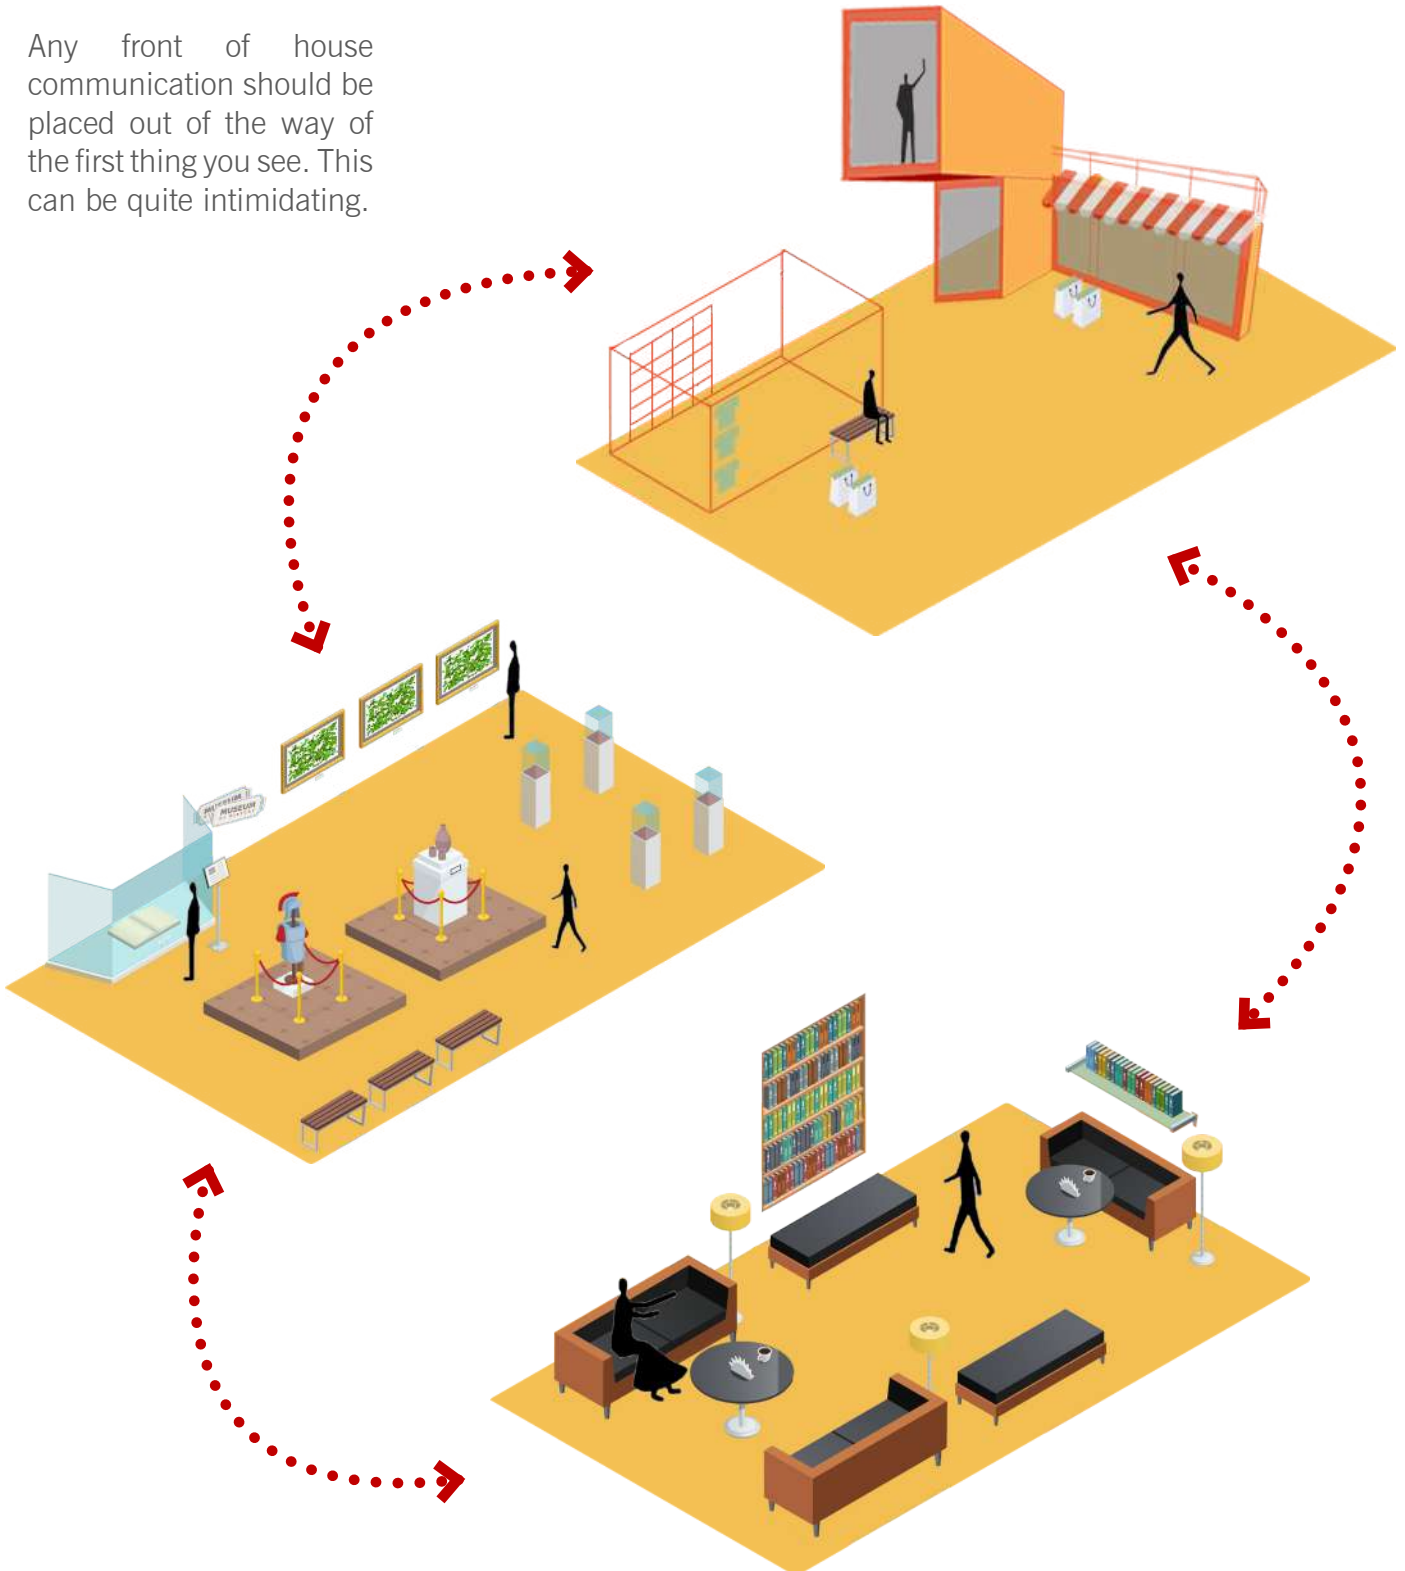 Any front of house
communication should be
placed out of the way of
the first thing you see. This
can be quite intimidating.
MUSEUM